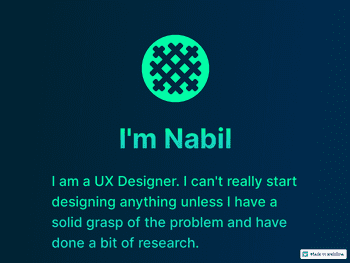 I'm Nabil
I am a UX Designer. I can't really start
designing anything unless I have a
solid grasp of the problem and have
done a bit of research.
Made in Webflow